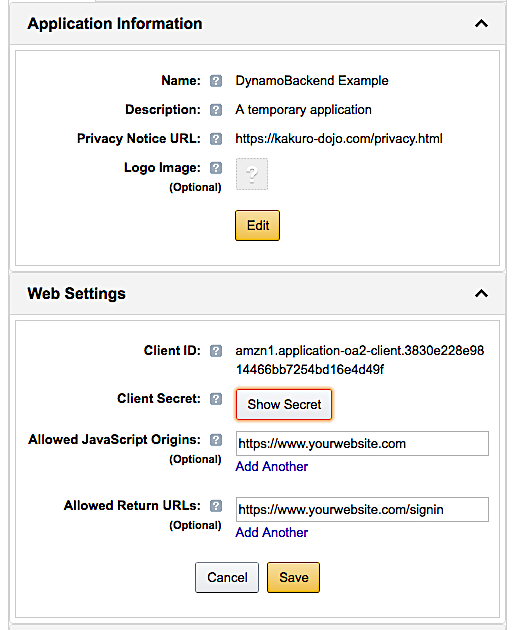 Application Information
Name: ? DynamoBackend Example
Description: ? A temporary application
Privacy Notice URL: ? https://kakuro-dojo.com/privacy.html
Logo Image: ? ?
(Optional)
Edit
Web Settings
Client ID: ? amzn1.application-oa2-client.3830e228e98
14466bb7254bd16e4d49f
Client Secret: ? Show Secret
Allowed JavaScript Origins: ? https://www.yourwebsite.com
(Optional) Add Another
Allowed Return URLs: ? https://www.yourwebsite.com/signin
(Optional) Add Another
Cancel Save